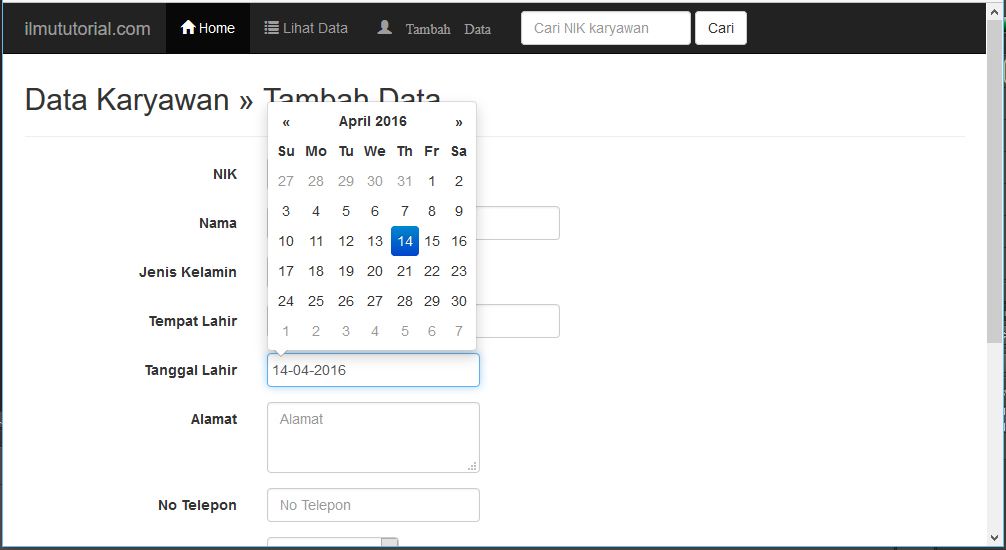 ilmututorial.com Home Lihat Data Tambah Data Cari NIK karyawan Cari
Data Karyawan » Tambah Data
« April 2016 »
Su Mo Tu We Th Fr Sa
27 28 29 30 31 1 2
3 4 5 6 7 8 9
10 11 12 13 14 15 16
17 18 19 20 21 22 23
24 25 26 27 28 29 30
1 2 3 4 5 6 7
NIK
Nama
Jenis Kelamin
Tempat Lahir
Tanggal Lahir 14-04-2016
Alamat Alamat
No Telepon No Telepon